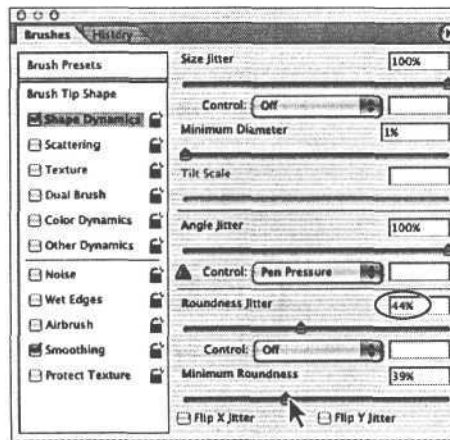 Brushes History
Brush Presets
Brush Tip Shape
Shape Dynamics
Scattering
Texture
Dual Brush
Color Dynamics
Other Dynamics
Noise
Wet Edges
Airbrush
Smoothing
Protect Texture
Size Jitter 100%
Control: Off
Minimum Diameter 1%
Tilt Scale
Angle Jitter 100%
Control: Pen Pressure
Roundness Jitter 44%
Control: Off
Minimum Roundness 39%
Flip X Jitter Flip Y Jitter